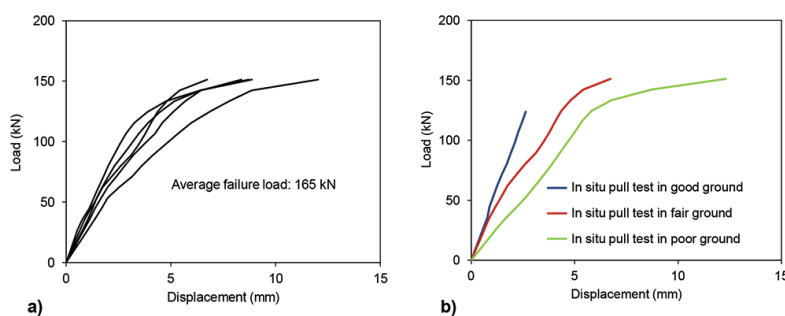 200
150
100
50
0
Load (kN)
Average failure load: 165 kN
0
5
10
15
Displacement (mm)
a)
200
150
100
50
0
Load (kN)
In situ pull test in good ground
In situ pull test in fair ground
In situ pull test in poor ground
0
5
10
15
Displacement (mm)
b)